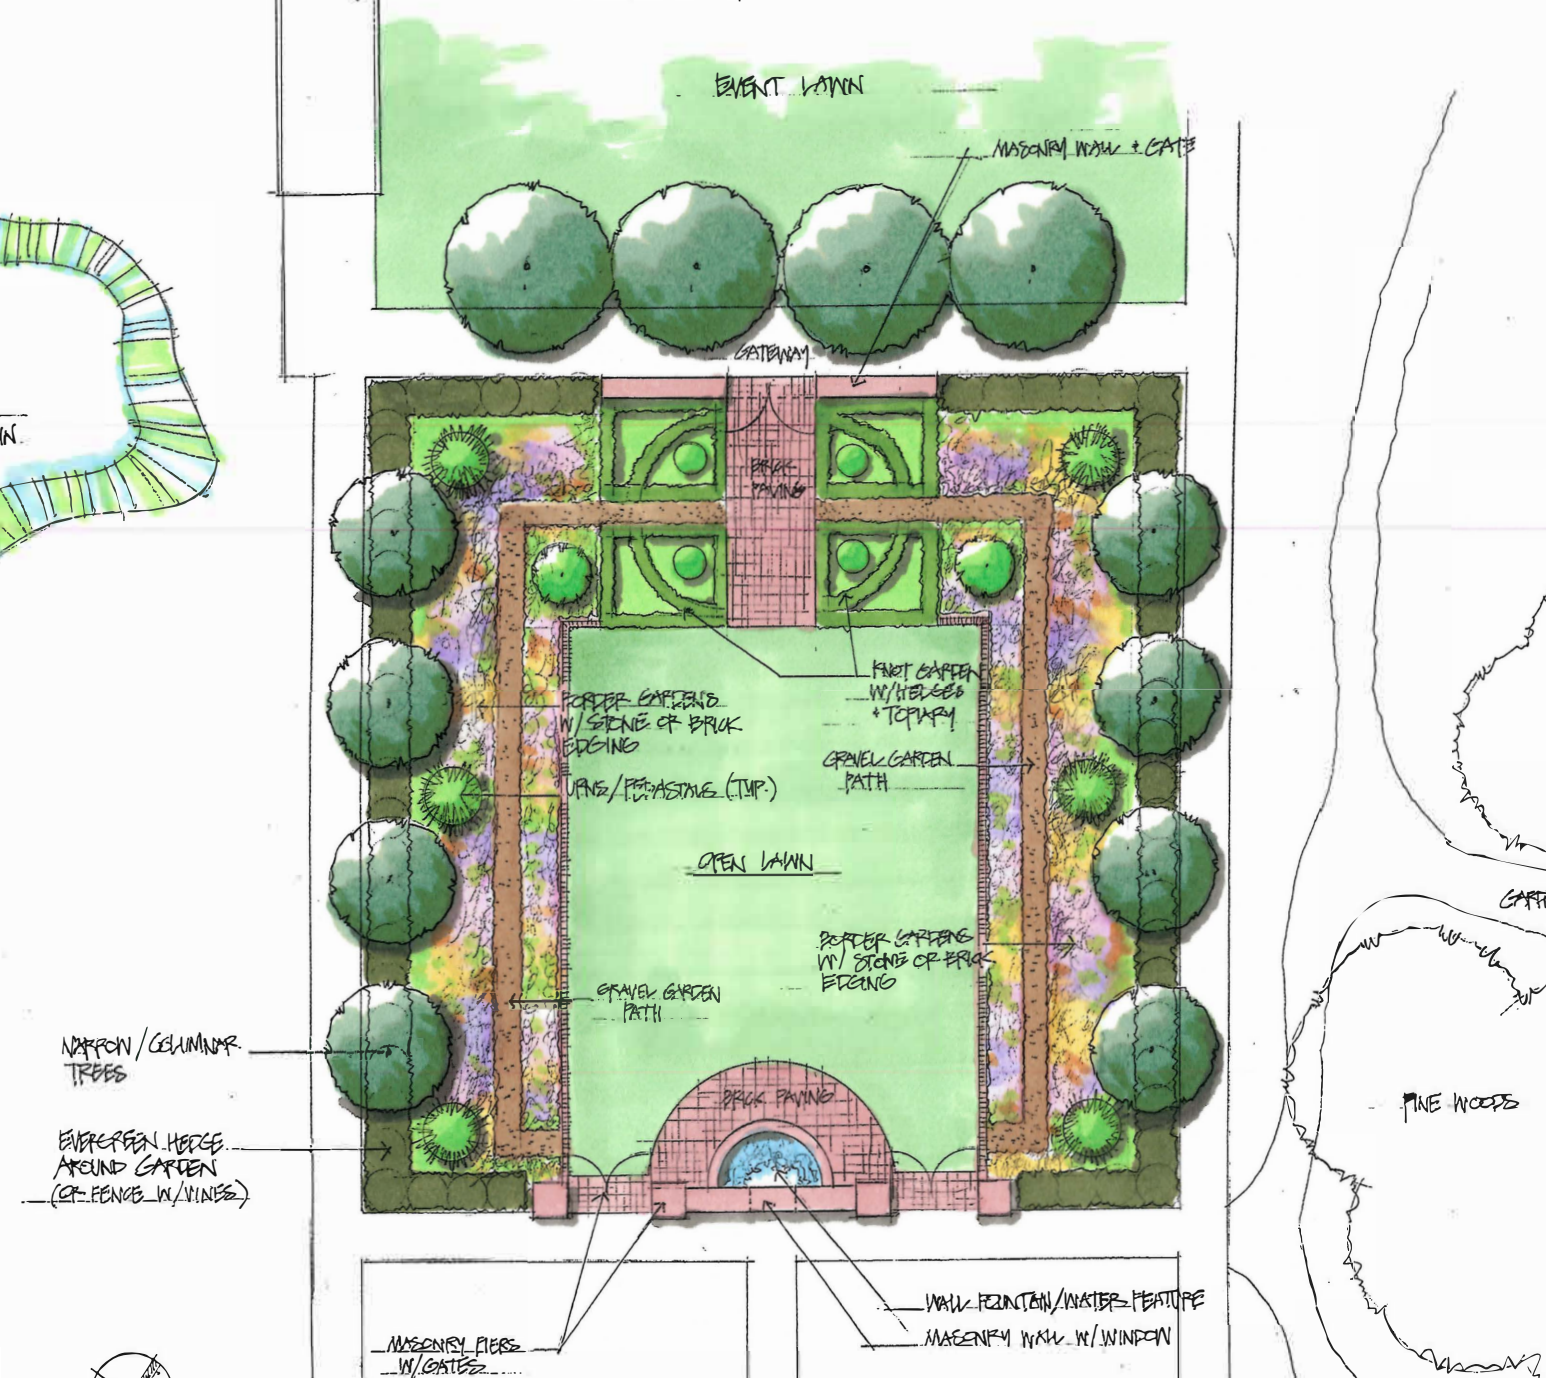 EVENT LAWN
MASONRY WALL + GATE
GATEWAY
BRICK
PAVING
KNOT GARDEN
W/HEDGES
+ TOPIARY
BORDER GARDENS
W/ STONE OR BRICK
EDGING
GRAVEL GARDEN
PATH
URNS/PEDASTALS (TYP.)
OPEN LAWN
BORDER GARDENS
W/ STONE OR BRICK
EDGING
GRAVEL GARDEN
PATH
NARROW/COLUMNAR
TREES
BRICK PAVING
PINE WOODS
EVERGREEN HEDGE
AROUND GARDEN
(OR FENCE W/VINES)
WALL FOUNTAIN/WATER FEATURE
MASONRY WALL W/WINDOW
MASONRY PIERS
W/GATES